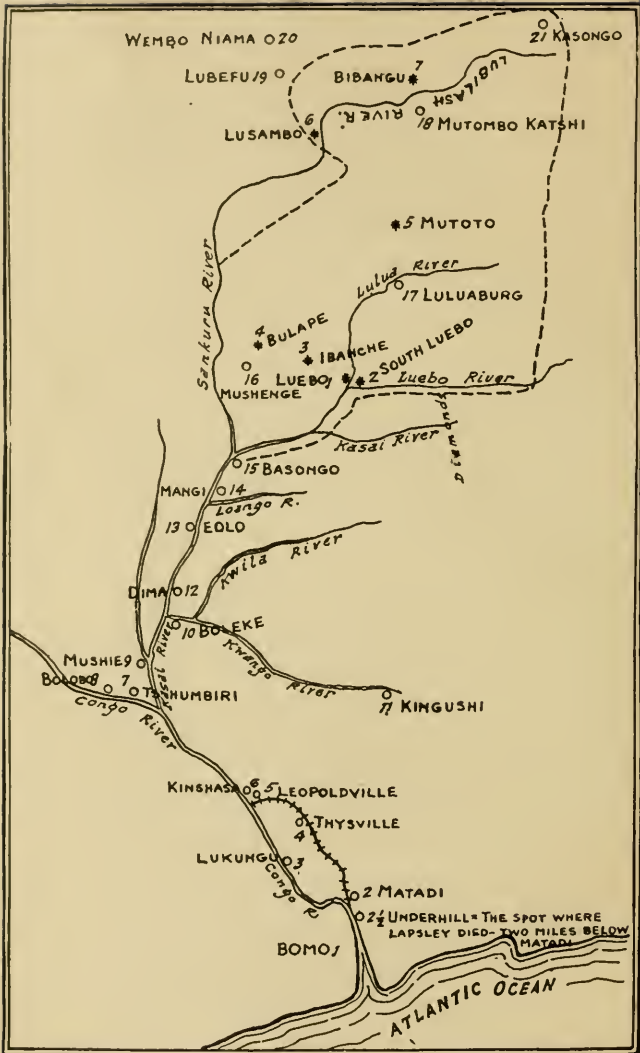 WEMBO NIAMA 20
21 KASONGO
LUBEFU 19
BIBANGU 7
LUBILASH
RIVER.
18 MUTOMBO KATSHI
6
LUSAMBO
5 MUTOTO
Sankuru River
Lulua River
17 LULUABURG
4
BULAPE
3
IBANCHE
16
MUSHENGE
LUEBO 1
2 SOUTH LUEBO
Luebo River
Kasai River
15 BASONGO
MANGI 14
Loango R.
13 EOLO
Kwila River
DIMA 12
10 BOLEKE
Kwango River
MUSHIE 9
Kasai River
BOLOBO 8
7
TSHUMBIRI
Congo River
11 KINGUSHI
KINSHASA 6
5 LEOPOLDVILLE
THYSVILLE
4
LUKUNGU 3
Congo R.
2 MATADI
2½ UNDERHILL = THE SPOT WHERE
LAPSLEY DIED - TWO MILES BELOW
MATADI
BOMO 1
ATLANTIC OCEAN